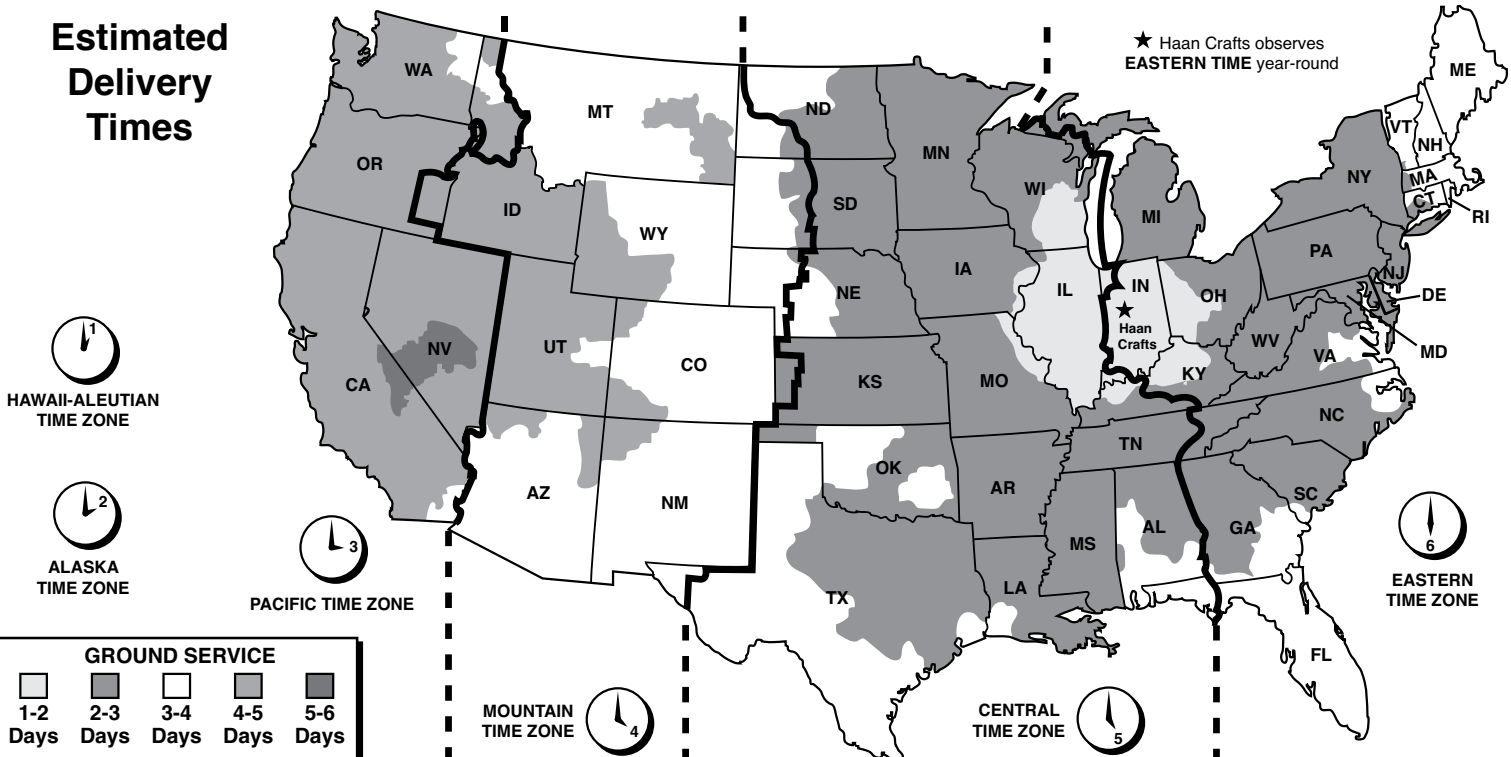 Estimated
Delivery
Times
★ Haan Crafts observes
EASTERN TIME year-round
WA
MT
ND
MN
ME
VT
NH
OR
ID
WY
SD
WI
MI
NY
MA
CT
RI
IA
PA
NJ
NE
IL
IN
OH
DE
★
Haan
Crafts
NV
UT
CO
WV
VA
MD
CA
KS
MO
KY
NC
TN
AZ
NM
OK
AR
SC
MS
AL
GA
TX
LA
FL
1
HAWAII-ALEUTIAN
TIME ZONE
2
ALASKA
TIME ZONE
3
PACIFIC TIME ZONE
MOUNTAIN
TIME ZONE
4
CENTRAL
TIME ZONE
5
6
EASTERN
TIME ZONE
GROUND SERVICE
1-2 Days
2-3 Days
3-4 Days
4-5 Days
5-6 Days